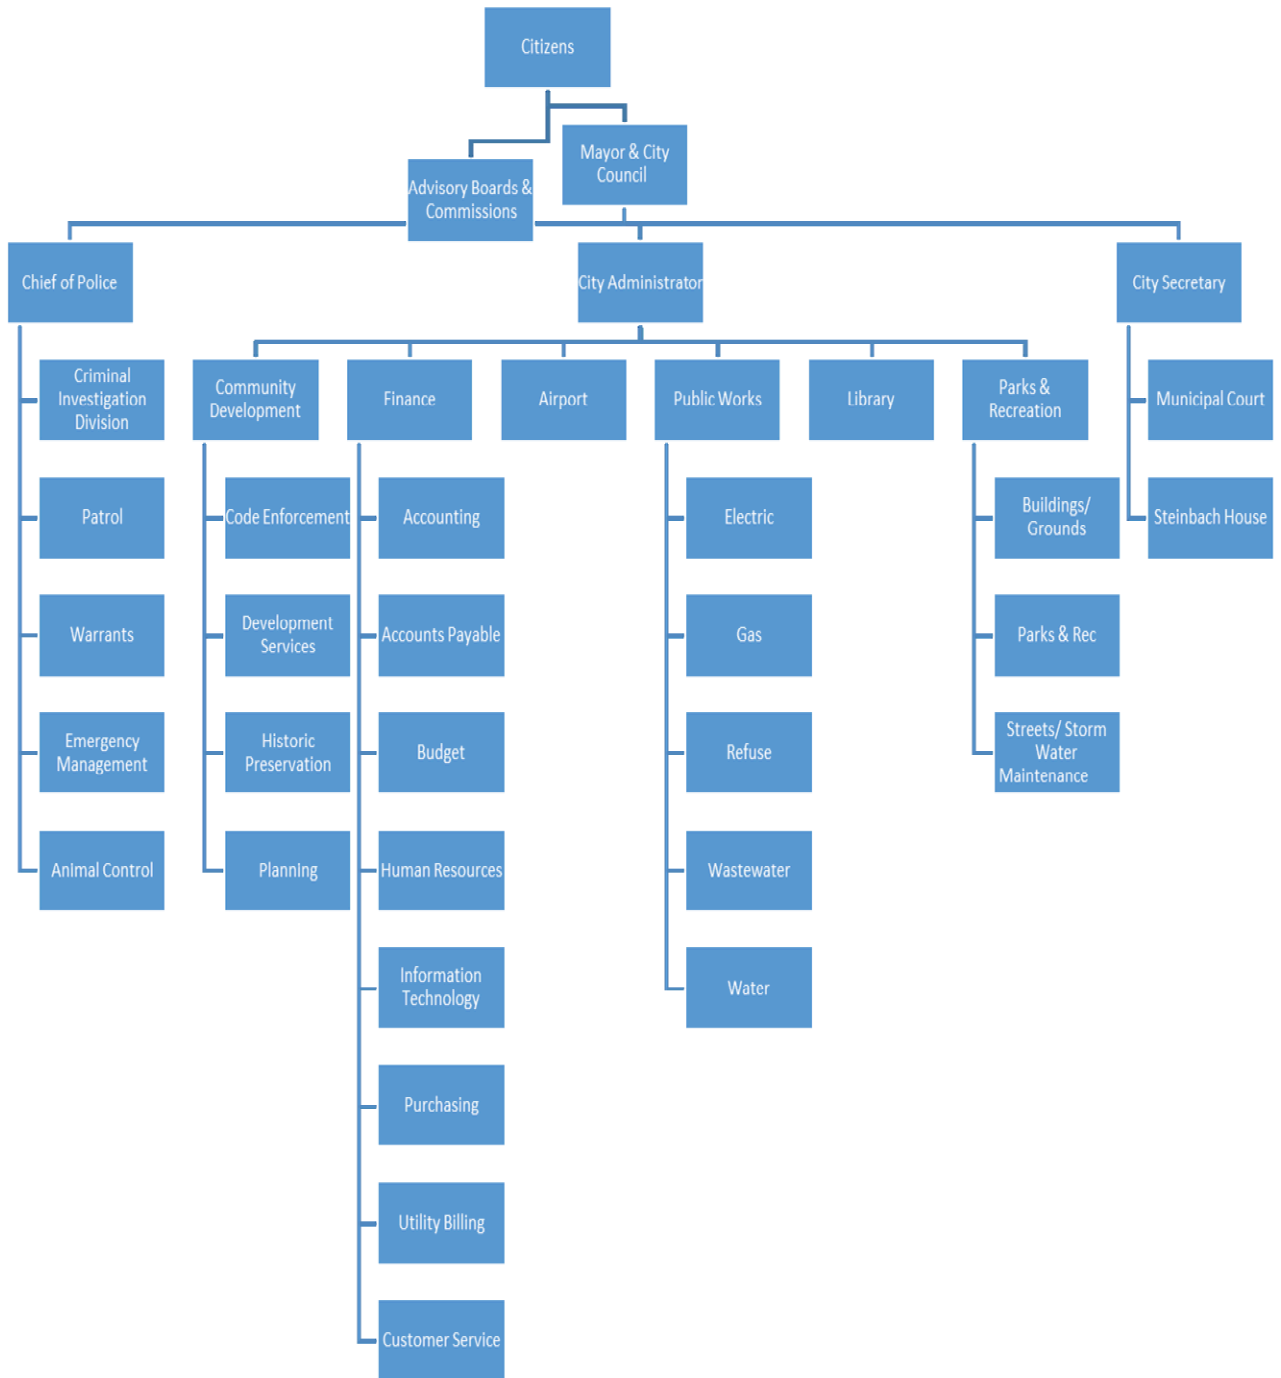 Citizens
Mayor & City
Council
Advisory Boards &
Commissions
Chief of Police
City Administrator
City Secretary
Criminal
Investigation
Division
Community
Development
Finance
Airport
Public Works
Library
Parks &
Recreation
Municipal Court
Patrol
Code Enforcement
Accounting
Electric
Buildings/
Grounds
Steinbach House
Warrants
Development
Services
Accounts Payable
Gas
Parks & Rec
Emergency
Management
Historic
Preservation
Budget
Refuse
Streets/ Storm
Water
Maintenance
Animal Control
Planning
Human Resources
Wastewater
Information
Technology
Water
Purchasing
Utility Billing
Customer Service